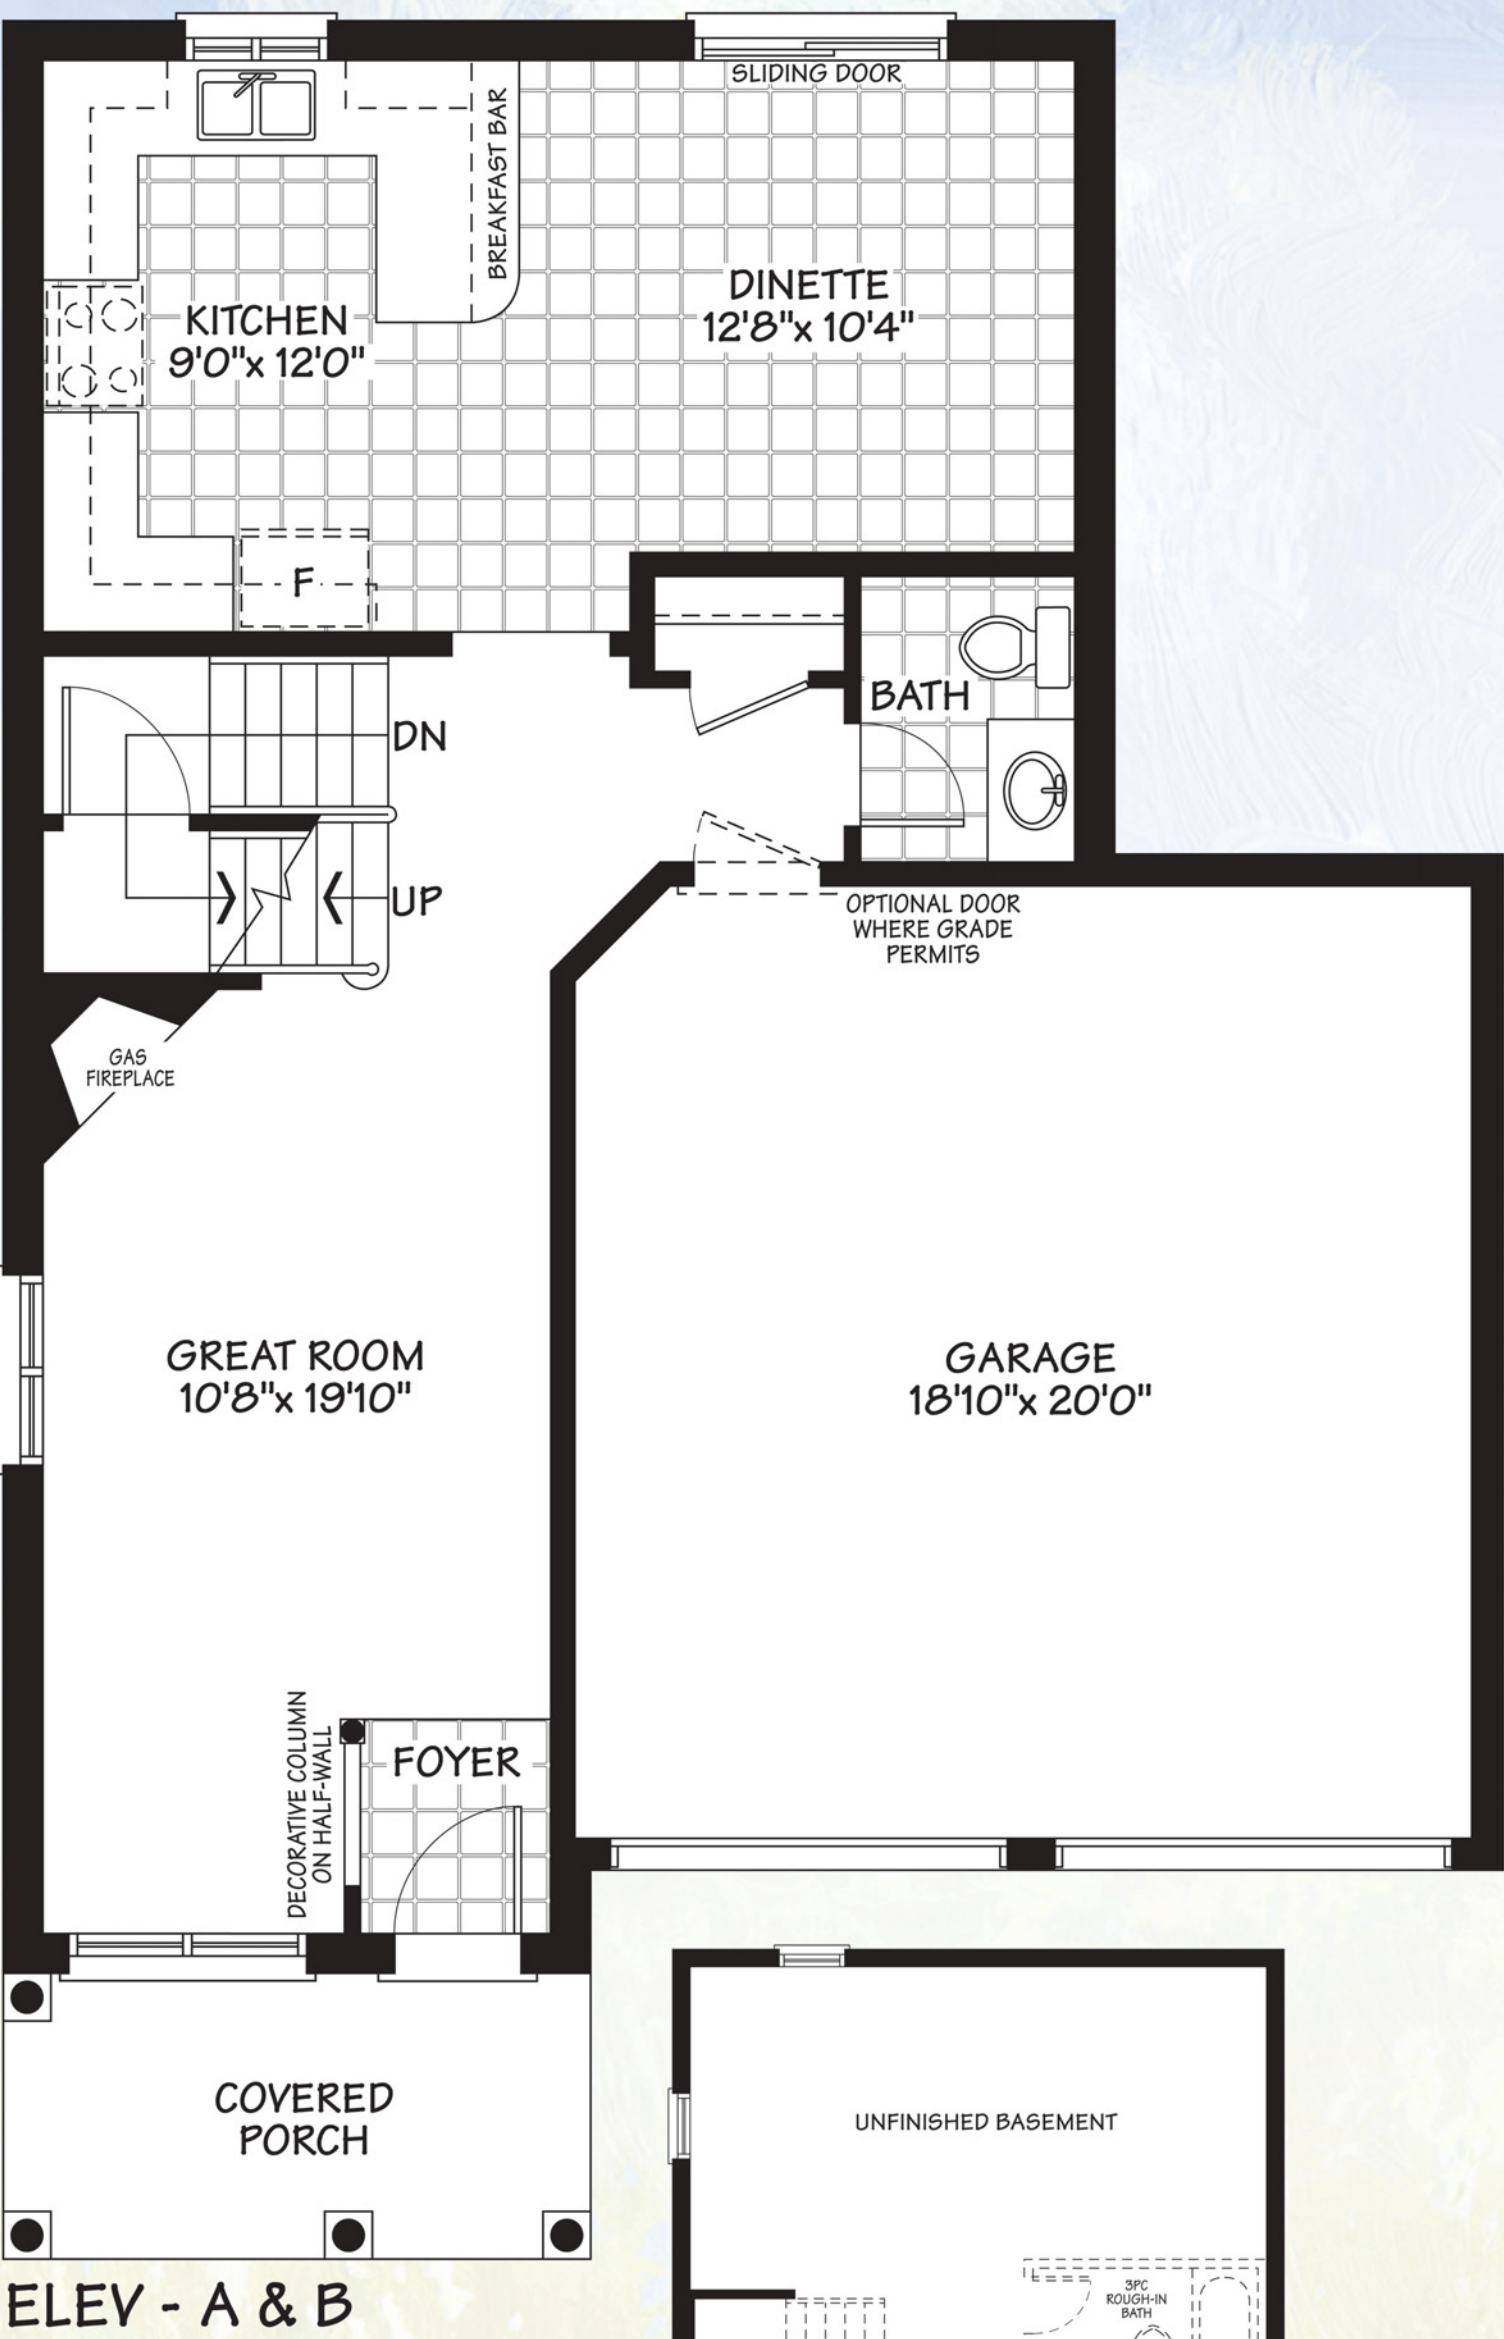 SLIDING DOOR
BREAKFAST BAR
DINETTE
12'8"x 10'4"
KITCHEN
9'0"x 12'0"
F
BATH
DN
UP
OPTIONAL DOOR
WHERE GRADE
PERMITS
GAS
FIREPLACE
GREAT ROOM
10'8"x 19'10"
GARAGE
18'10"x 20'0"
DECORATIVE COLUMN
ON HALF-WALL
FOYER
COVERED
PORCH
UNFINISHED BASEMENT
3PC
ROUGH-IN
BATH
ELEV - A & B